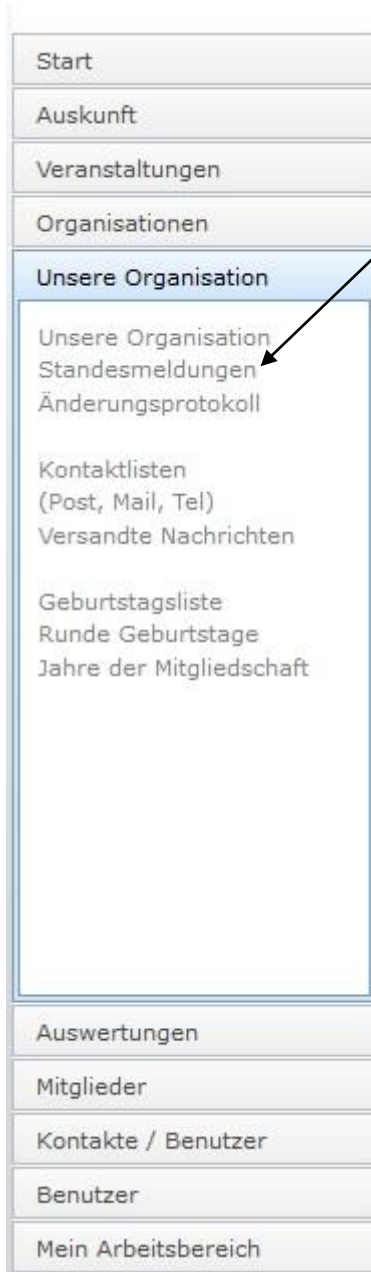 Start
Auskunft
Veranstaltungen
Organisationen
Unsere Organisation
Unsere Organisation
Standesmeldungen
Änderungsprotokoll
Kontaktlisten
(Post, Mail, Tel)
Versandte Nachrichten
Geburtstagsliste
Runde Geburtstage
Jahre der Mitgliedschaft
Auswertungen
Mitglieder
Kontakte / Benutzer
Benutzer
Mein Arbeitsbereich